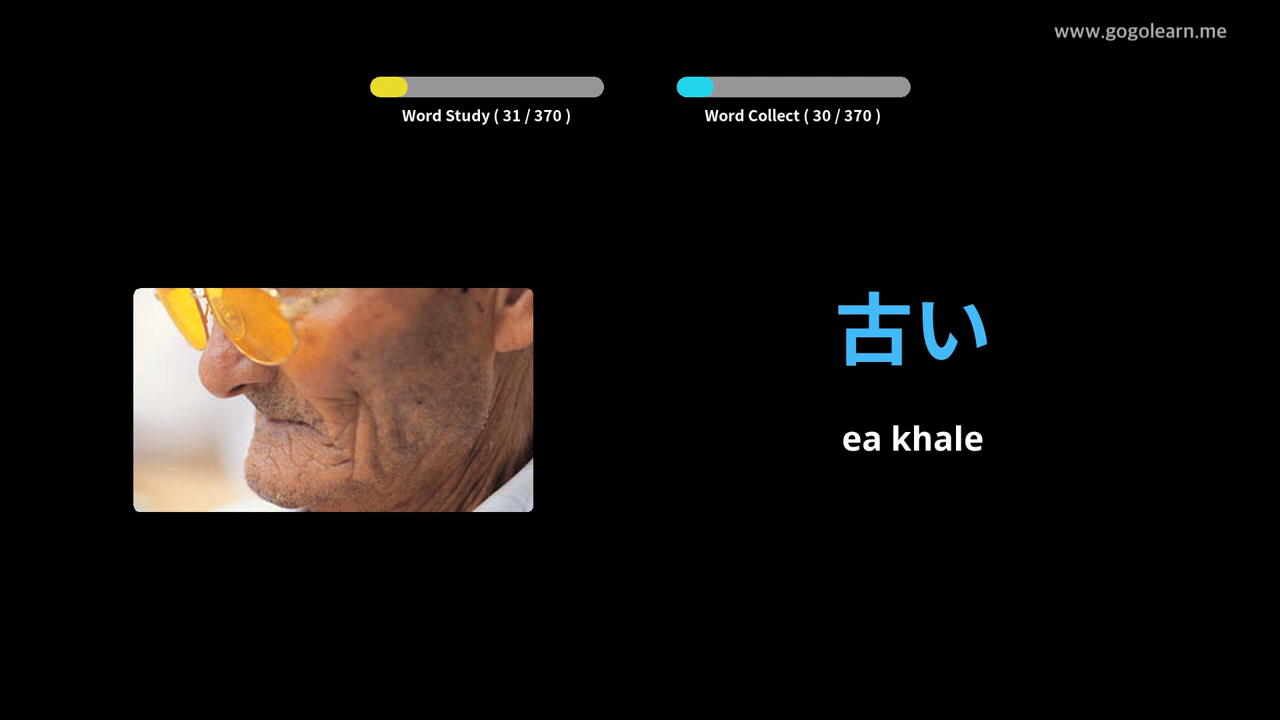 www.gogolearn.me
Word Study ( 31 / 370 )
Word Collect ( 30 / 370 )
古い
ea khale